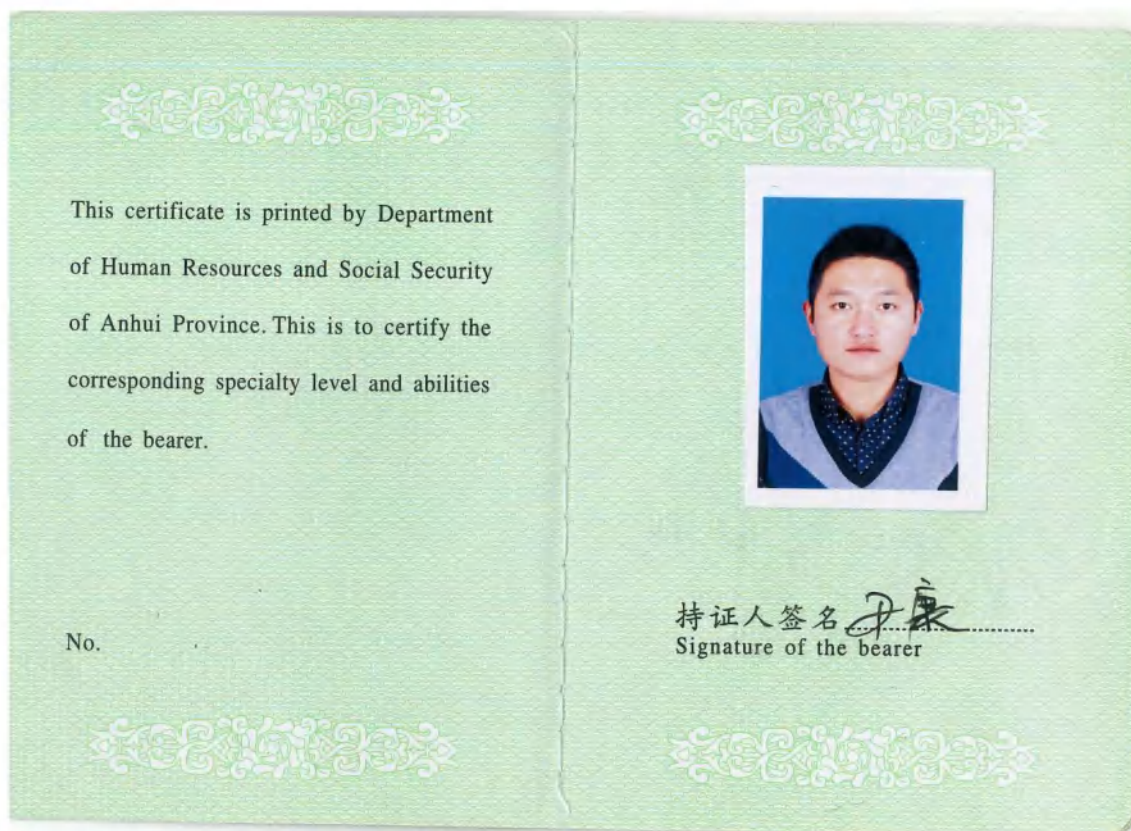 This certificate is printed by Department
of Human Resources and Social Security
of Anhui Province. This is to certify the
corresponding specialty level and abilities
of the bearer.
No.
持证人签名 尹康
Signature of the bearer